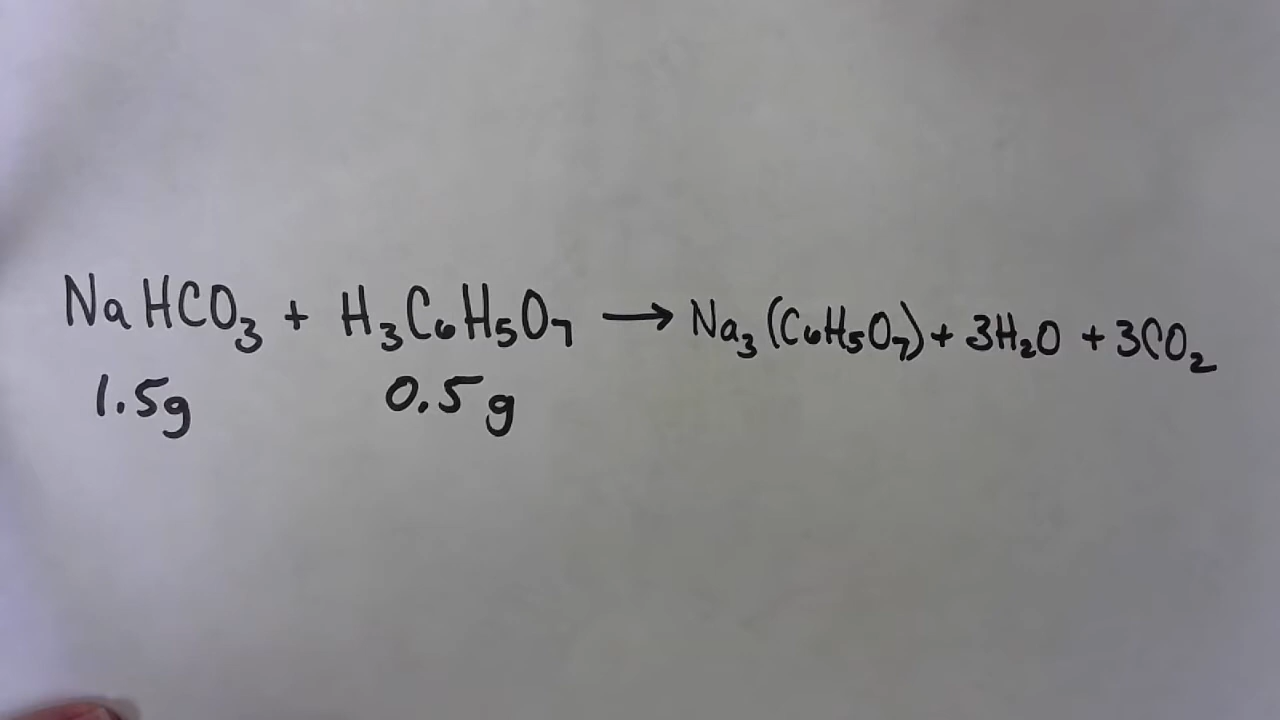 NaHCO₃ + H₃C₆H₅O₇ → Na₃(C₆H₅O₇) + 3H₂O + 3CO₂
1.5g 0.5g